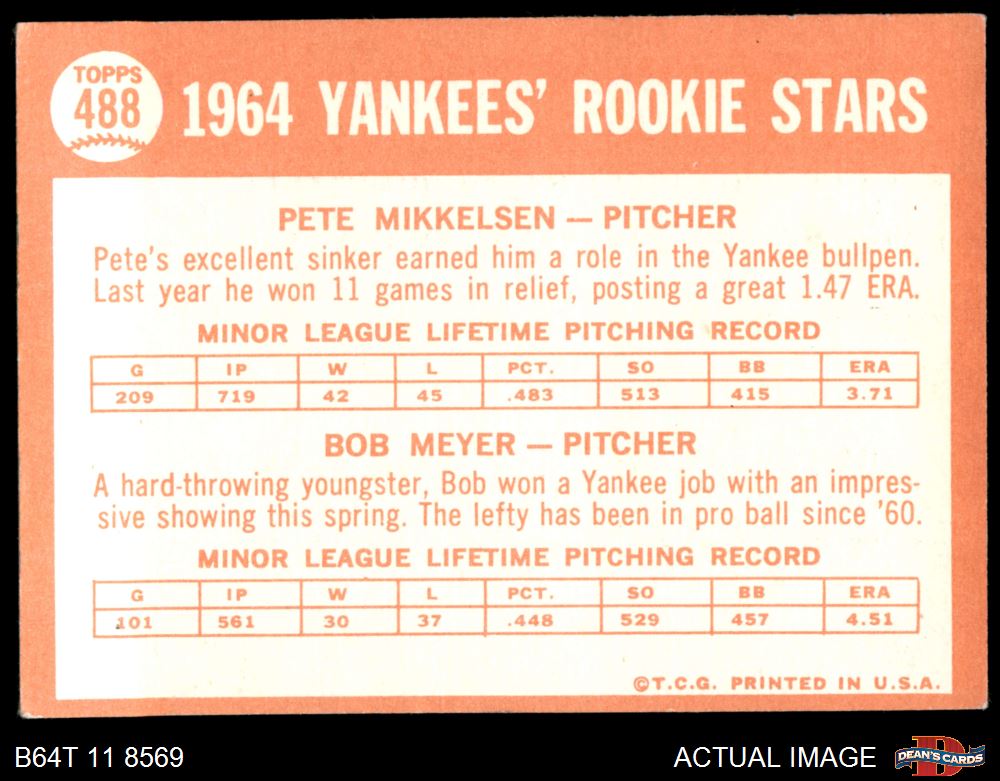 TOPPS
488
1964 YANKEES' ROOKIE STARS
PETE MIKKELSEN — PITCHER
Pete's excellent sinker earned him a role in the Yankee bullpen.
Last year he won 11 games in relief, posting a great 1.47 ERA.
MINOR LEAGUE LIFETIME PITCHING RECORD
G IP W L PCT. SO BB ERA
209 719 42 45 .483 513 415 3.71
BOB MEYER — PITCHER
A hard-throwing youngster, Bob won a Yankee job with an impres-
sive showing this spring. The lefty has been in pro ball since '60.
MINOR LEAGUE LIFETIME PITCHING RECORD
G IP W L PCT. SO BB ERA
101 561 30 37 .448 529 457 4.51
©T.C.G. PRINTED IN U.S.A.
B64T 11 8569
ACTUAL IMAGE
D
DEAN'S CARDS